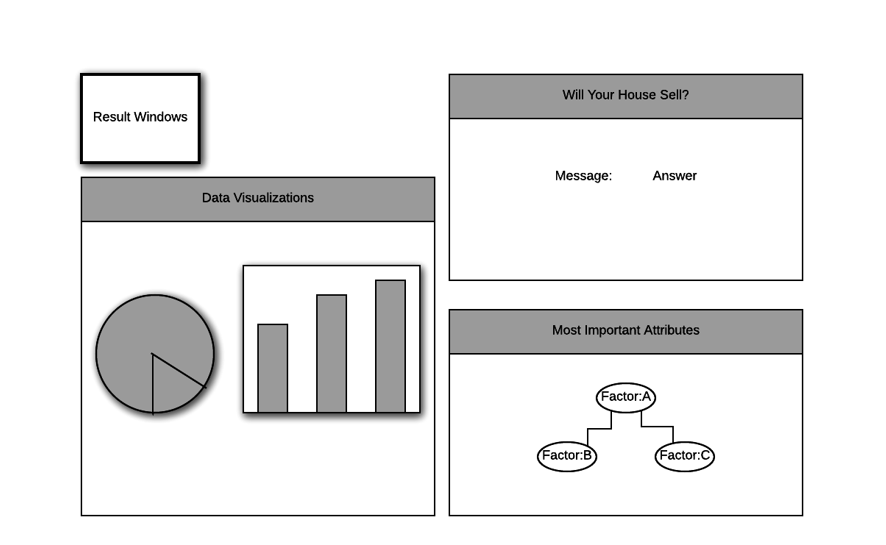 Result Windows
Data Visualizations
Will Your House Sell?
Message: Answer
Most Important Attributes
Factor:A
Factor:B Factor:C